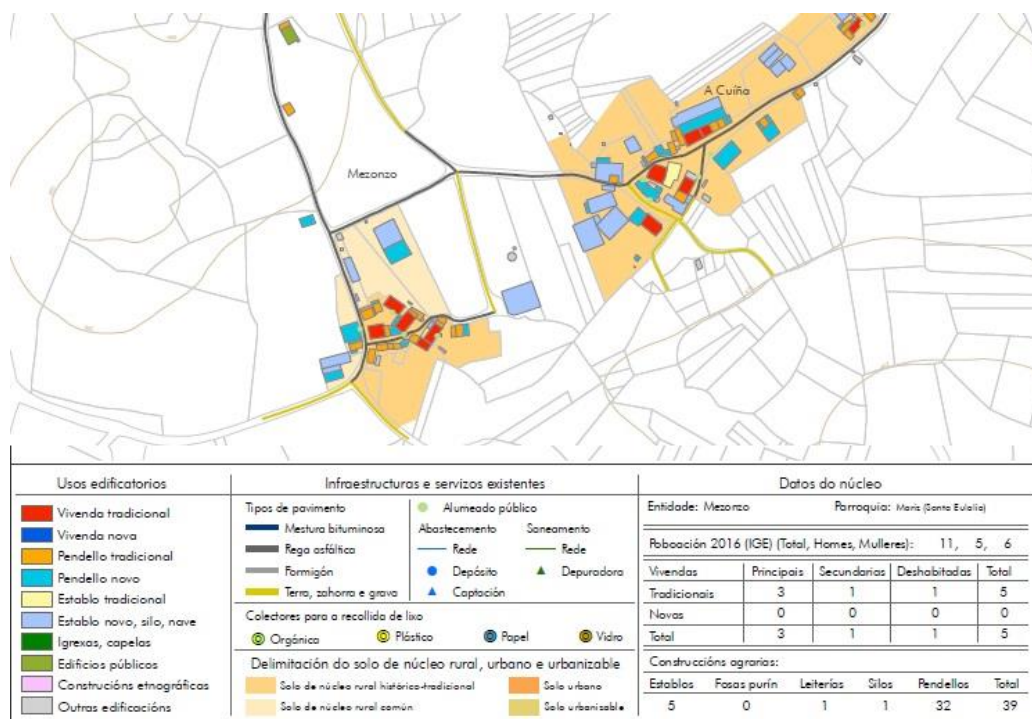 A Cuíña
Mezonzo
Usos edificatorios
Vivenda tradicional
Vivenda nova
Pendello tradicional
Pendello novo
Establo tradicional
Establo novo, silo, nave
Igrexas, capelas
Edificios públicos
Construcións etnográficas
Outras edificacións
Infraestructuras e servizos existentes
Tipos de pavimento
Mestura bituminosa
Rega asfáltica
Formigón
Terra, zahorra e grava
Alumeado público
Abastecemento Saneamento
Rede Rede
Depósito Depuradora
Captación
Colectores para a recollida de lixo
Orgánica Plástico Papel Vidro
Delimitación do solo de núcleo rural, urbano e urbanizable
Solo de núcleo rural histórico-tradicional Solo urbano
Solo de núcleo rural común Solo urbanizable
Datos do núcleo
Entidade: Mezonzo Parroquia: Marís (Santa Eulalia)
Poboación 2016 (IGE) (Total, Homes, Mulleres): 11, 5, 6
Vivendas Principais Secundarias Deshabitadas Total
Tradicionais 3 1 1 5
Novas 0 0 0 0
Total 3 1 1 5
Construccións agrarias:
Establos Fosas purín Leiterías Silos Pendellos Total
5 0 1 1 32 39